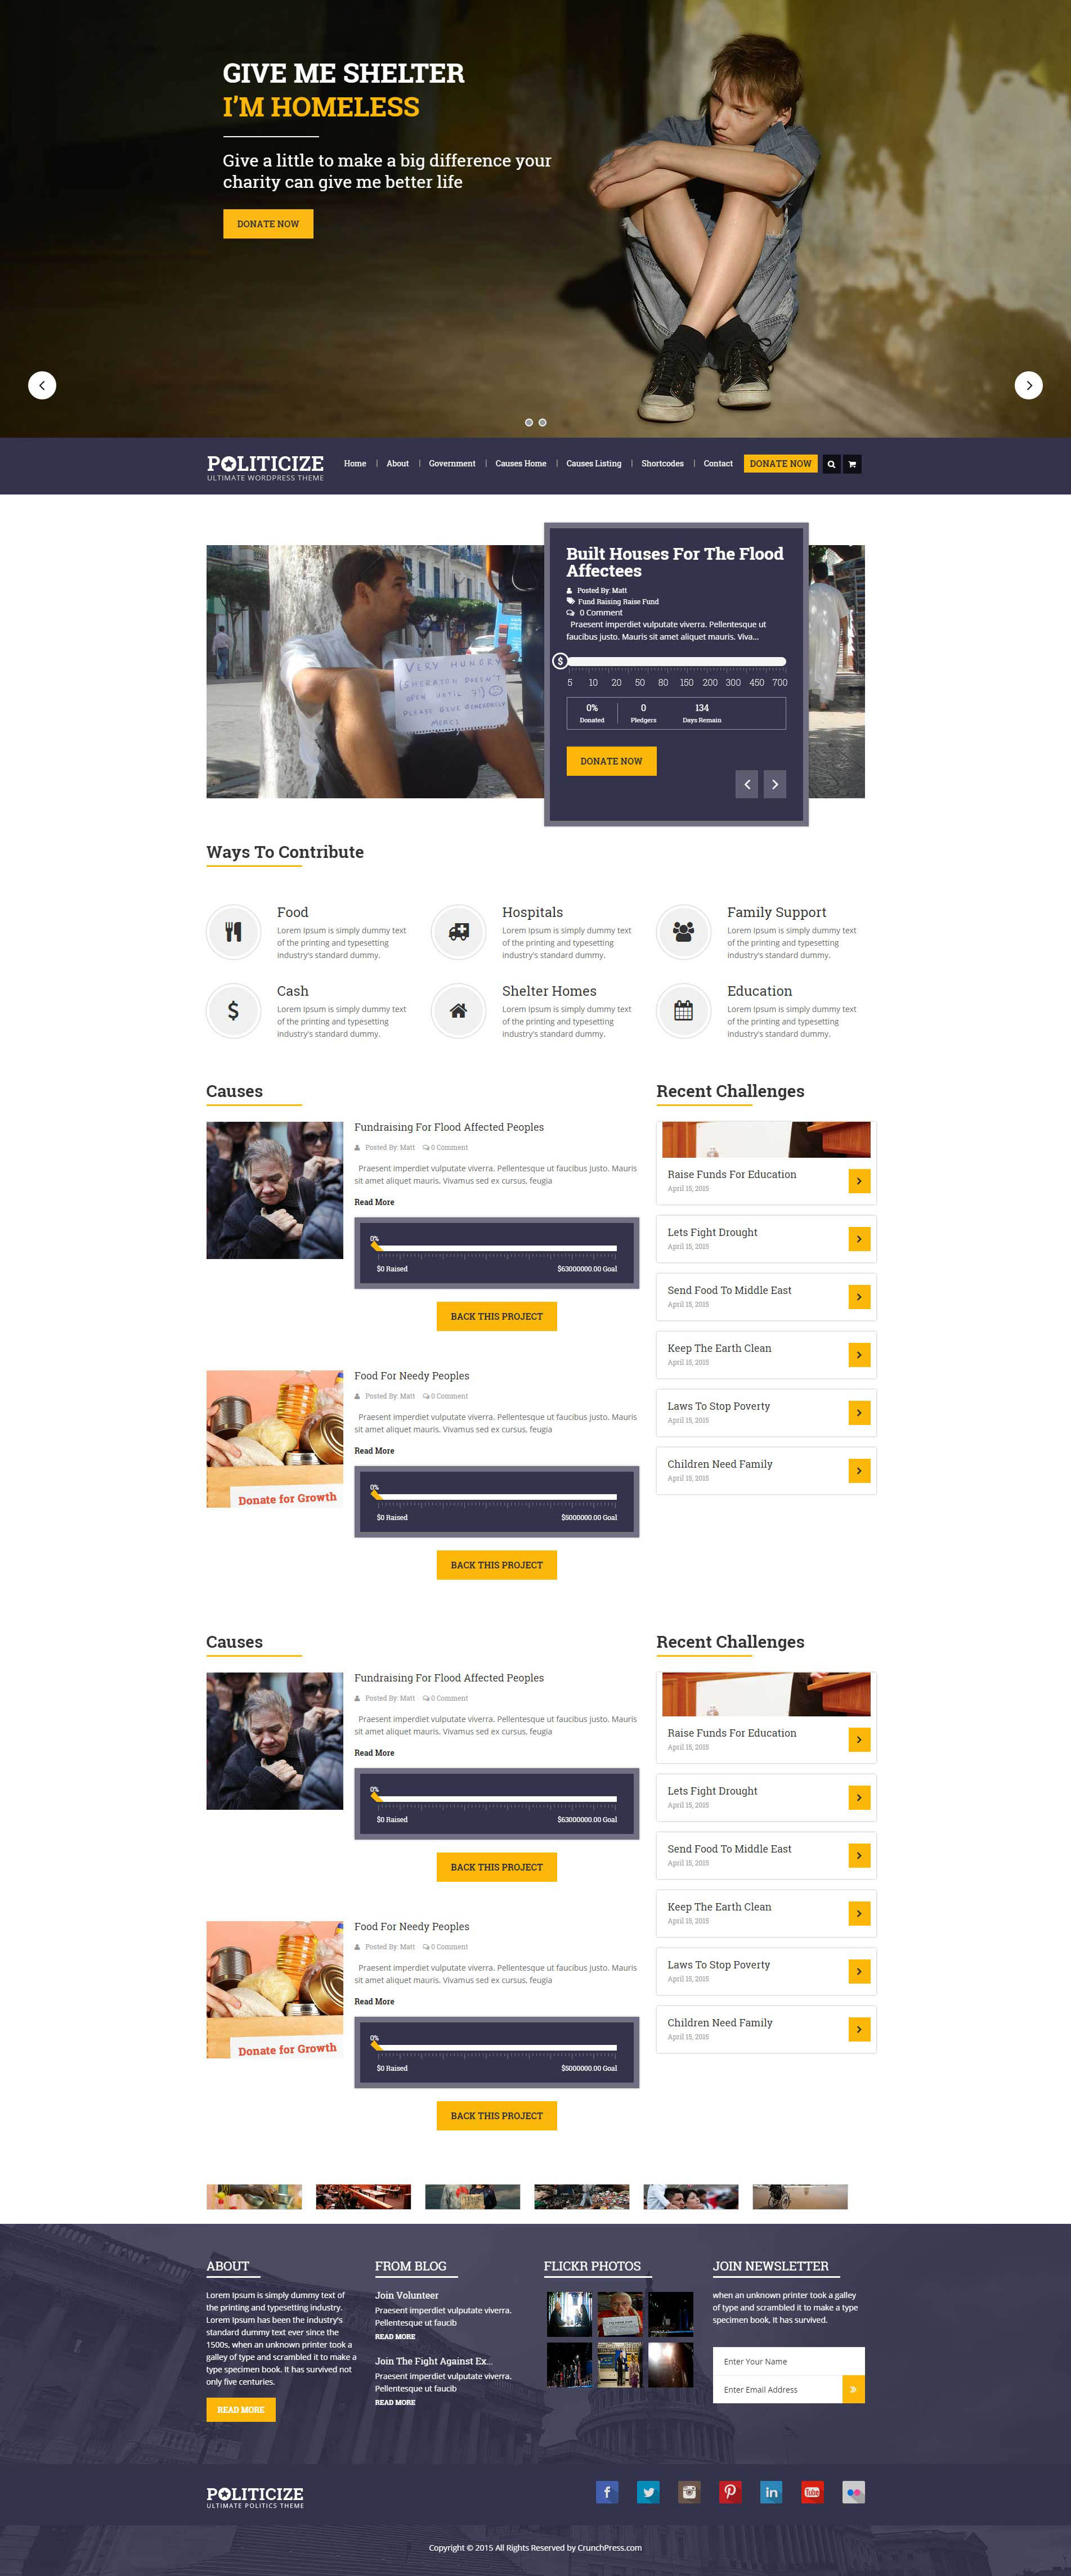 GIVE ME SHELTER
I'M HOMELESS
Give a little to make a big difference your
charity can give me better life
DONATE NOW
POLITICIZE
ULTIMATE WORDPRESS THEME
Home | About | Government | Causes Home | Causes Listing | Shortcodes | Contact
DONATE NOW
VERY HUNGRY
(SHERATON DOESN'T
OPEN UNTIL 7!)
PLEASE GIVE GENEROUSLY
MERCI
Built Houses For The Flood
Affectees
Posted By: Matt
Fund Raising Raise Fund
0 Comment
Praesent imperdiet vulputate viverra. Pellentesque ut
faucibus justo. Mauris sit amet aliquet mauris. Viva...
$
5 10 20 50 80 150 200 300 450 700
0% 0 134
Donated Pledgers Days Remain
DONATE NOW
Ways To Contribute
Food
Lorem Ipsum is simply dummy text
of the printing and typesetting
industry's standard dummy.
Hospitals
Lorem Ipsum is simply dummy text
of the printing and typesetting
industry's standard dummy.
Family Support
Lorem Ipsum is simply dummy text
of the printing and typesetting
industry's standard dummy.
$
Cash
Lorem Ipsum is simply dummy text
of the printing and typesetting
industry's standard dummy.
Shelter Homes
Lorem Ipsum is simply dummy text
of the printing and typesetting
industry's standard dummy.
Education
Lorem Ipsum is simply dummy text
of the printing and typesetting
industry's standard dummy.
Causes
Fundraising For Flood Affected Peoples
Posted By: Matt 0 Comment
Praesent imperdiet vulputate viverra. Pellentesque ut faucibus justo. Mauris
sit amet aliquet mauris. Vivamus sed ex cursus, feugia
Read More
0%
$0 Raised $63000000.00 Goal
BACK THIS PROJECT
Donate for Growth
Food For Needy Peoples
Posted By: Matt 0 Comment
Praesent imperdiet vulputate viverra. Pellentesque ut faucibus justo. Mauris
sit amet aliquet mauris. Vivamus sed ex cursus, feugia
Read More
0%
$0 Raised $5000000.00 Goal
BACK THIS PROJECT
Recent Challenges
Raise Funds For Education
April 15, 2015
Lets Fight Drought
April 15, 2015
Send Food To Middle East
April 15, 2015
Keep The Earth Clean
April 15, 2015
Laws To Stop Poverty
April 15, 2015
Children Need Family
April 15, 2015
Causes
Fundraising For Flood Affected Peoples
Posted By: Matt 0 Comment
Praesent imperdiet vulputate viverra. Pellentesque ut faucibus justo. Mauris
sit amet aliquet mauris. Vivamus sed ex cursus, feugia
Read More
0%
$0 Raised $63000000.00 Goal
BACK THIS PROJECT
Donate for Growth
Food For Needy Peoples
Posted By: Matt 0 Comment
Praesent imperdiet vulputate viverra. Pellentesque ut faucibus justo. Mauris
sit amet aliquet mauris. Vivamus sed ex cursus, feugia
Read More
0%
$0 Raised $5000000.00 Goal
BACK THIS PROJECT
Recent Challenges
Raise Funds For Education
April 15, 2015
Lets Fight Drought
April 15, 2015
Send Food To Middle East
April 15, 2015
Keep The Earth Clean
April 15, 2015
Laws To Stop Poverty
April 15, 2015
Children Need Family
April 15, 2015
ABOUT
Lorem Ipsum is simply dummy text of
the printing and typesetting industry.
Lorem Ipsum has been the industry's
standard dummy text ever since the
1500s, when an unknown printer took a
galley of type and scrambled it to make a
type specimen book. It has survived not
only five centuries.
READ MORE
FROM BLOG
Join Volunteer
Praesent imperdiet vulputate viverra.
Pellentesque ut faucib
READ MORE
Join The Fight Against Ex...
Praesent imperdiet vulputate viverra.
Pellentesque ut faucib
READ MORE
FLICKR PHOTOS
JOIN NEWSLETTER
when an unknown printer took a galley
of type and scrambled it to make a type
specimen book, It has survived.
Enter Your Name
Enter Email Address
POLITICIZE
ULTIMATE POLITICS THEME
f
in
You Tube
Copyright © 2015 All Rights Reserved by CrunchPress.com